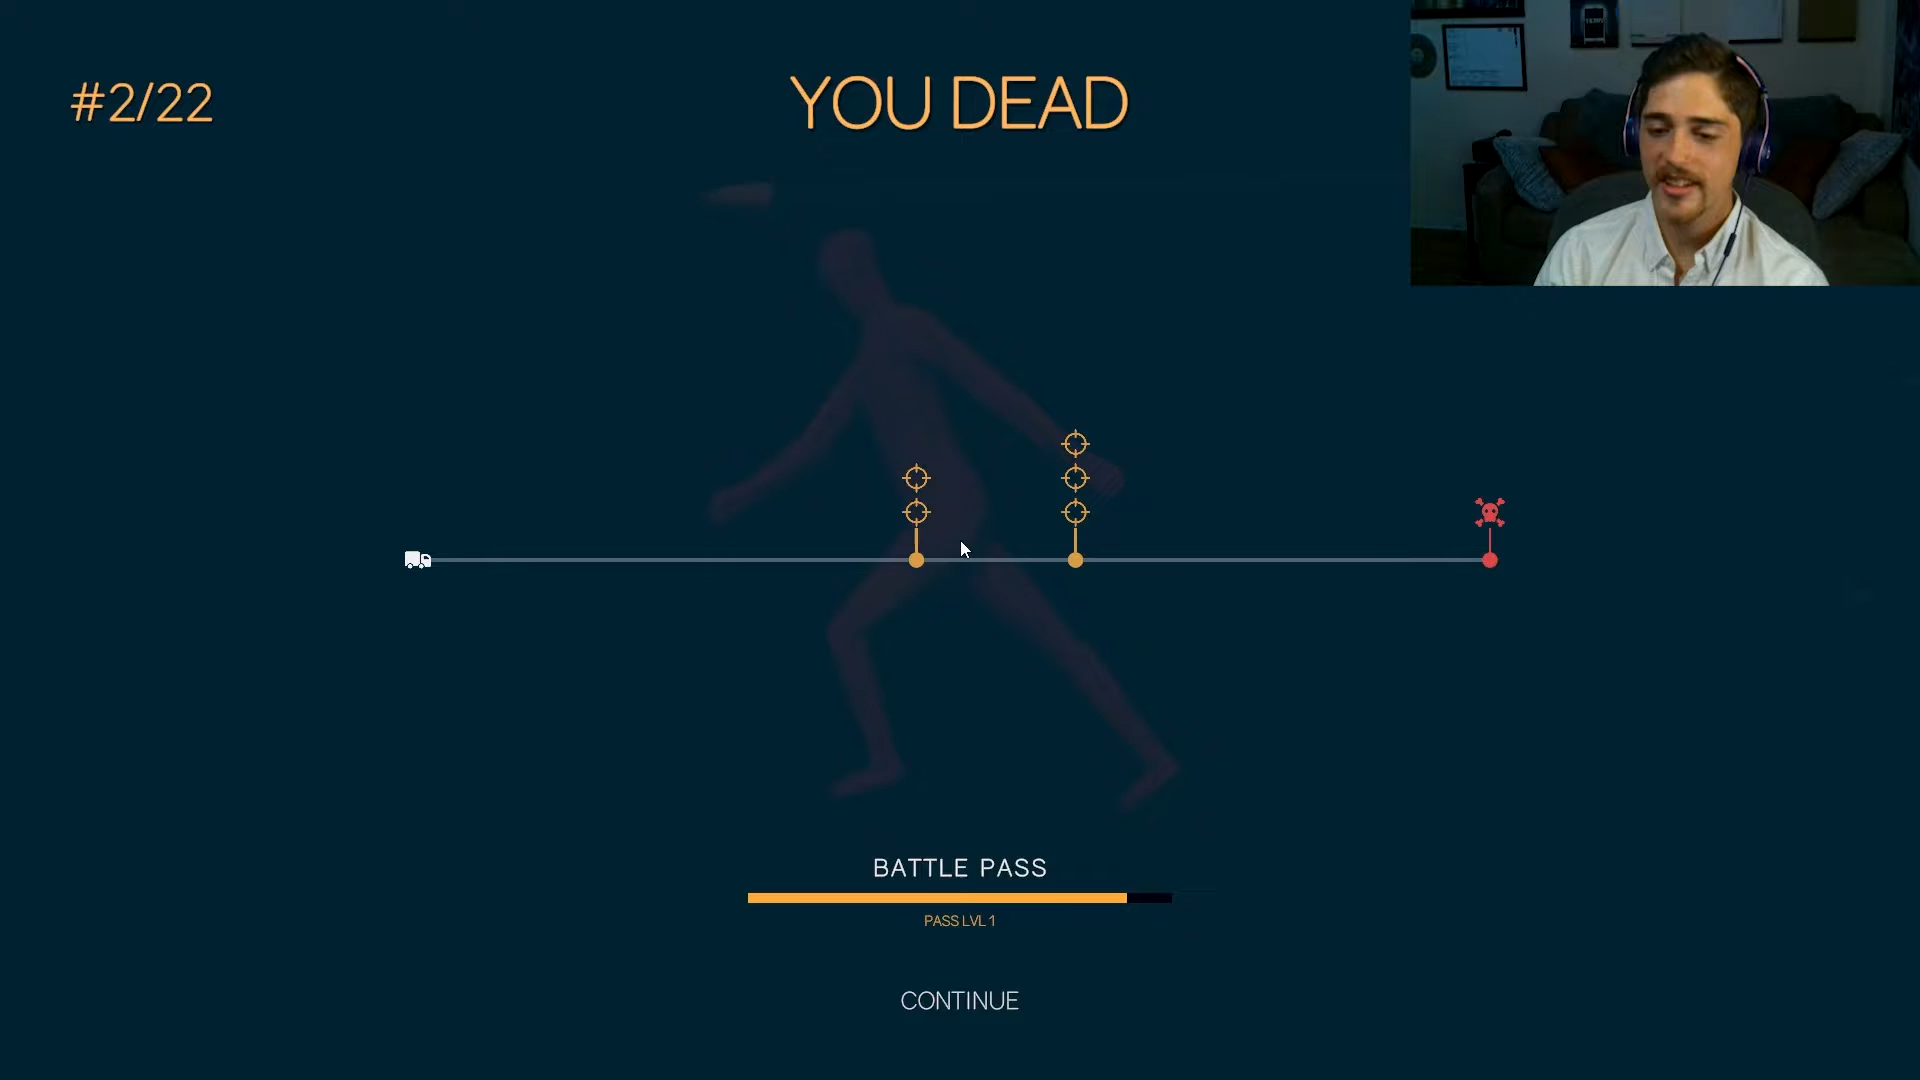 #2/22
YOU DEAD
BATTLE PASS
PASS LVL 1
CONTINUE